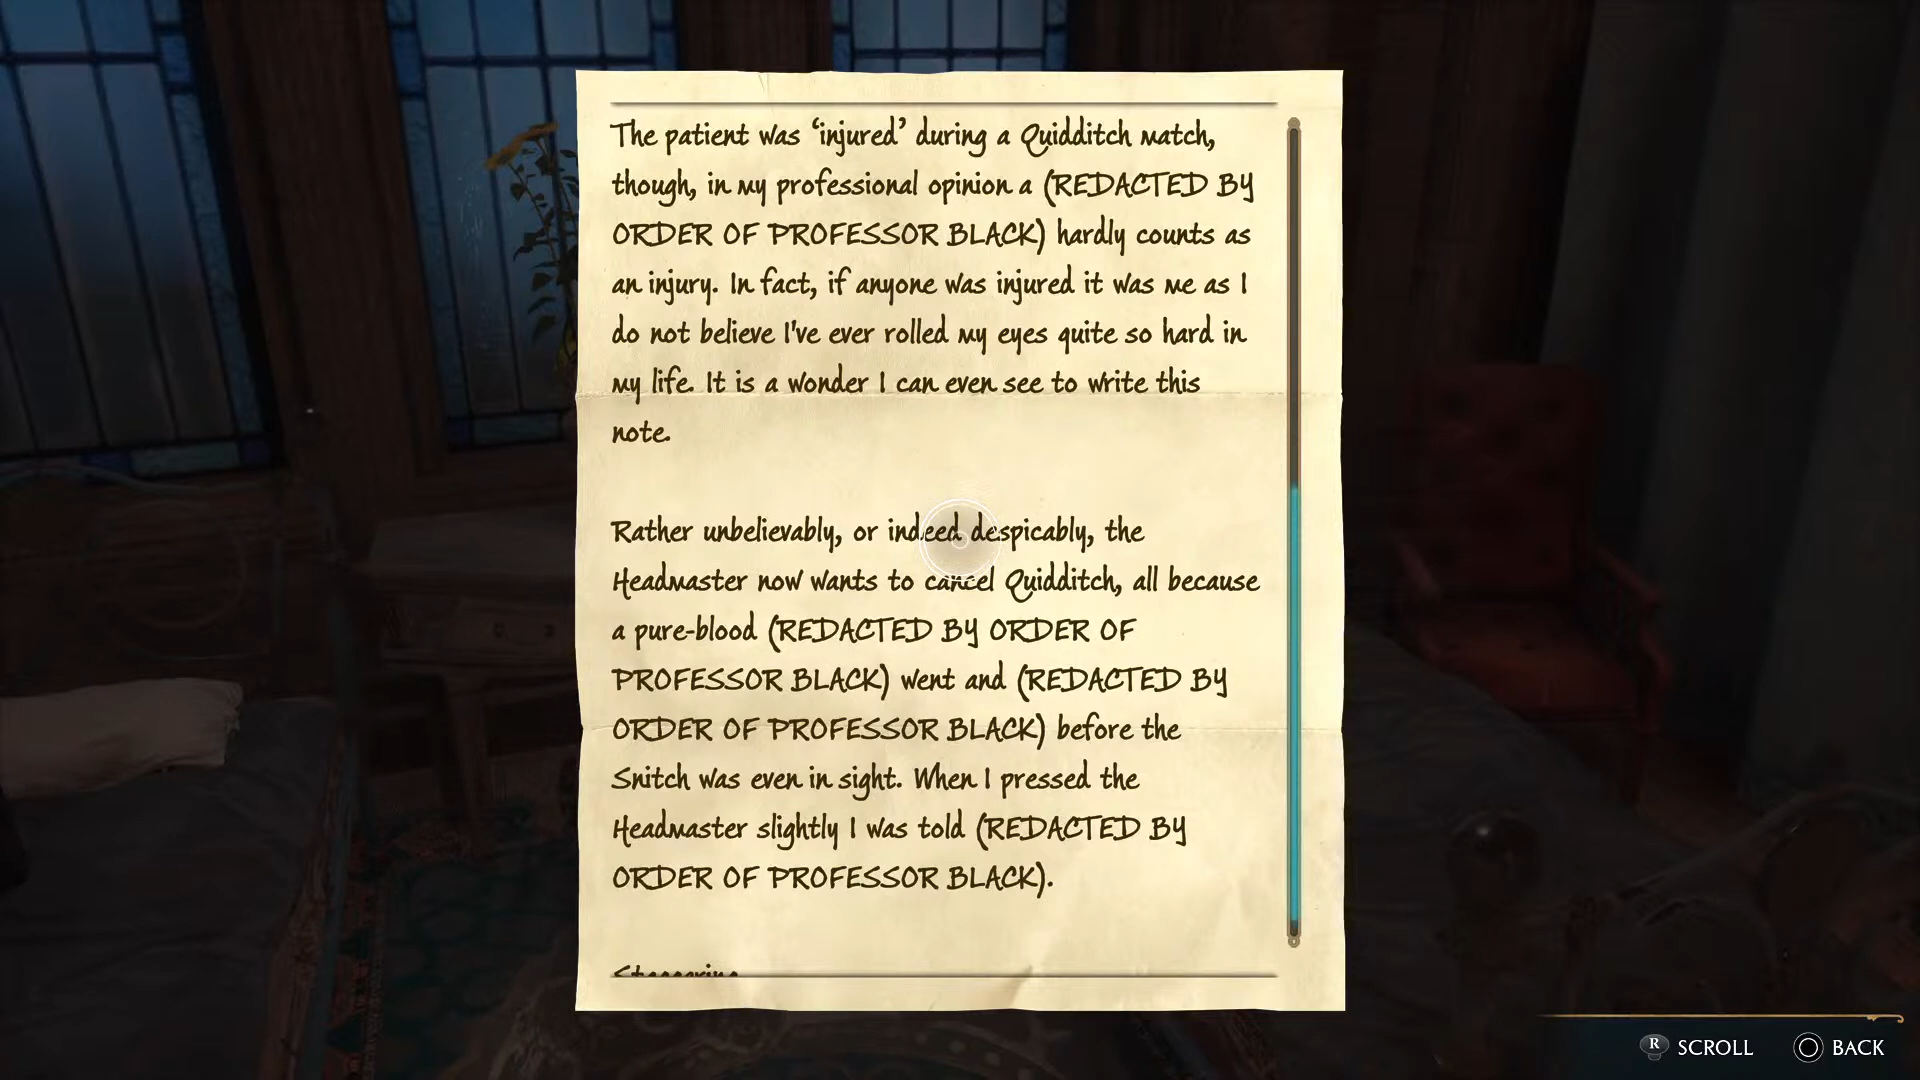 The patient was ‘injured’ during a Quidditch match,
though, in my professional opinion a (REDACTED BY
ORDER OF PROFESSOR BLACK) hardly counts as
an injury. In fact, if anyone was injured it was me as I
do not believe I've ever rolled my eyes quite so hard in
my life. It is a wonder I can even see to write this
note.
Rather unbelievably, or indeed despicably, the
Headmaster now wants to cancel Quidditch, all because
a pure-blood (REDACTED BY ORDER OF
PROFESSOR BLACK) went and (REDACTED BY
ORDER OF PROFESSOR BLACK) before the
Snitch was even in sight. When I pressed the
Headmaster slightly I was told (REDACTED BY
ORDER OF PROFESSOR BLACK).
R SCROLL
BACK